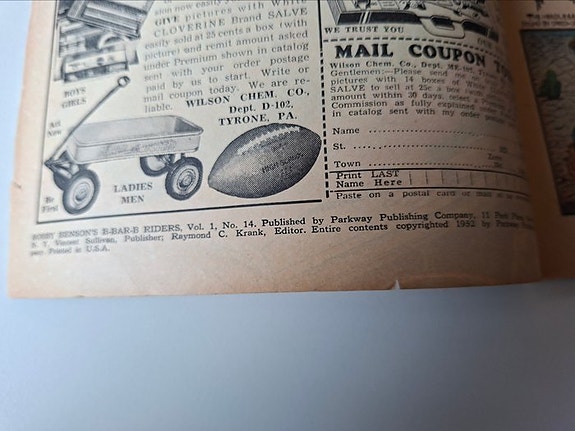 sion now easily y
GIVE pictures with White
CLOVERINE Brand SALVE
easily sold at 25 cents a box (with
picture) and remit amount asked
under Premium shown in catalog
sent with your order postage
paid by us to start. Write or
mail coupon today. We are re-
liable. WILSON CHEM. CO.,
Dept. D-102,
TYRONE, PA.
BOYS
GIRLS
Act
Now
Be
First
LADIES
MEN
WE TRUST YOU
MAIL COUPON TO
Wilson Chem. Co., Dept.
Gentlemen:—Please send me
pictures with 14 boxes of White
SALVE to sell at 25c a box (with
amount within 30 days, select a
Commission as fully explained
in catalog sent with my order
Name
St.
Town
Print LAST
Name Here
Paste on a postal card or mail
BOBBY BENSON'S B-BAR-B RIDERS, Vol. 1, No. 14. Published by Parkway Publishing Company, 11 Park
N. Y. Vincent Sullivan, Publisher; Raymond C. Krank, Editor. Entire contents copyrighted 1952 by Parkway
pany. Printed in U.S.A.